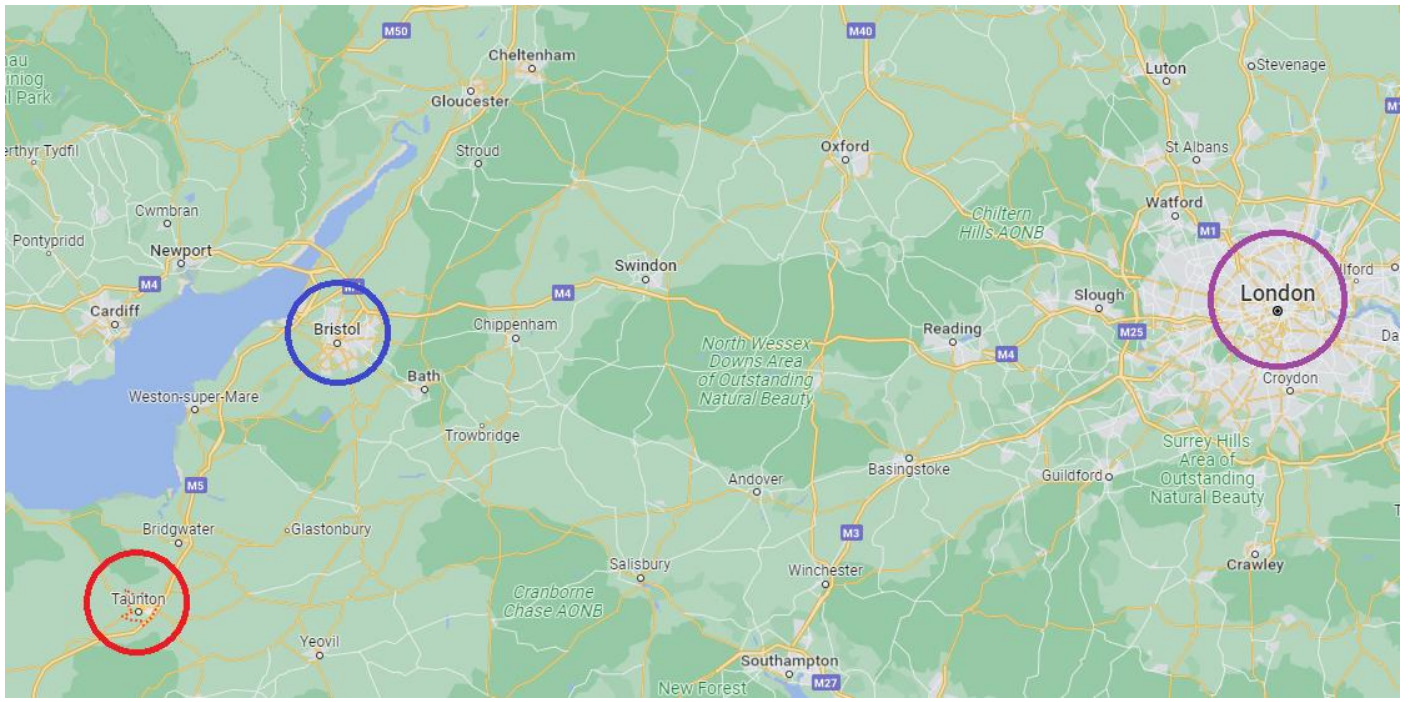 M50
M40
Cheltenham
Luton
Stevenage
Gloucester
erthyr Tydfil
Stroud
Oxford
St Albans
Cwmbran
Watford
Chiltern
Hills AONB
Pontypridd
Newport
M1
M4
Swindon
M4
Slough
London
Ilford
Cardiff
Bristol
Chippenham
Reading
M4
M25
North Wessex
Downs Area
of Outstanding
Natural Beauty
Bath
Croydon
Weston-super-Mare
Trowbridge
Surrey Hills
Area of
Outstanding
Natural Beauty
Basingstoke
Guildford
M5
Andover
Bridgwater
Glastonbury
M3
Salisbury
Winchester
Crawley
Cranborne
Chase AONB
Taunton
Yeovil
Southampton
M27
New Forest